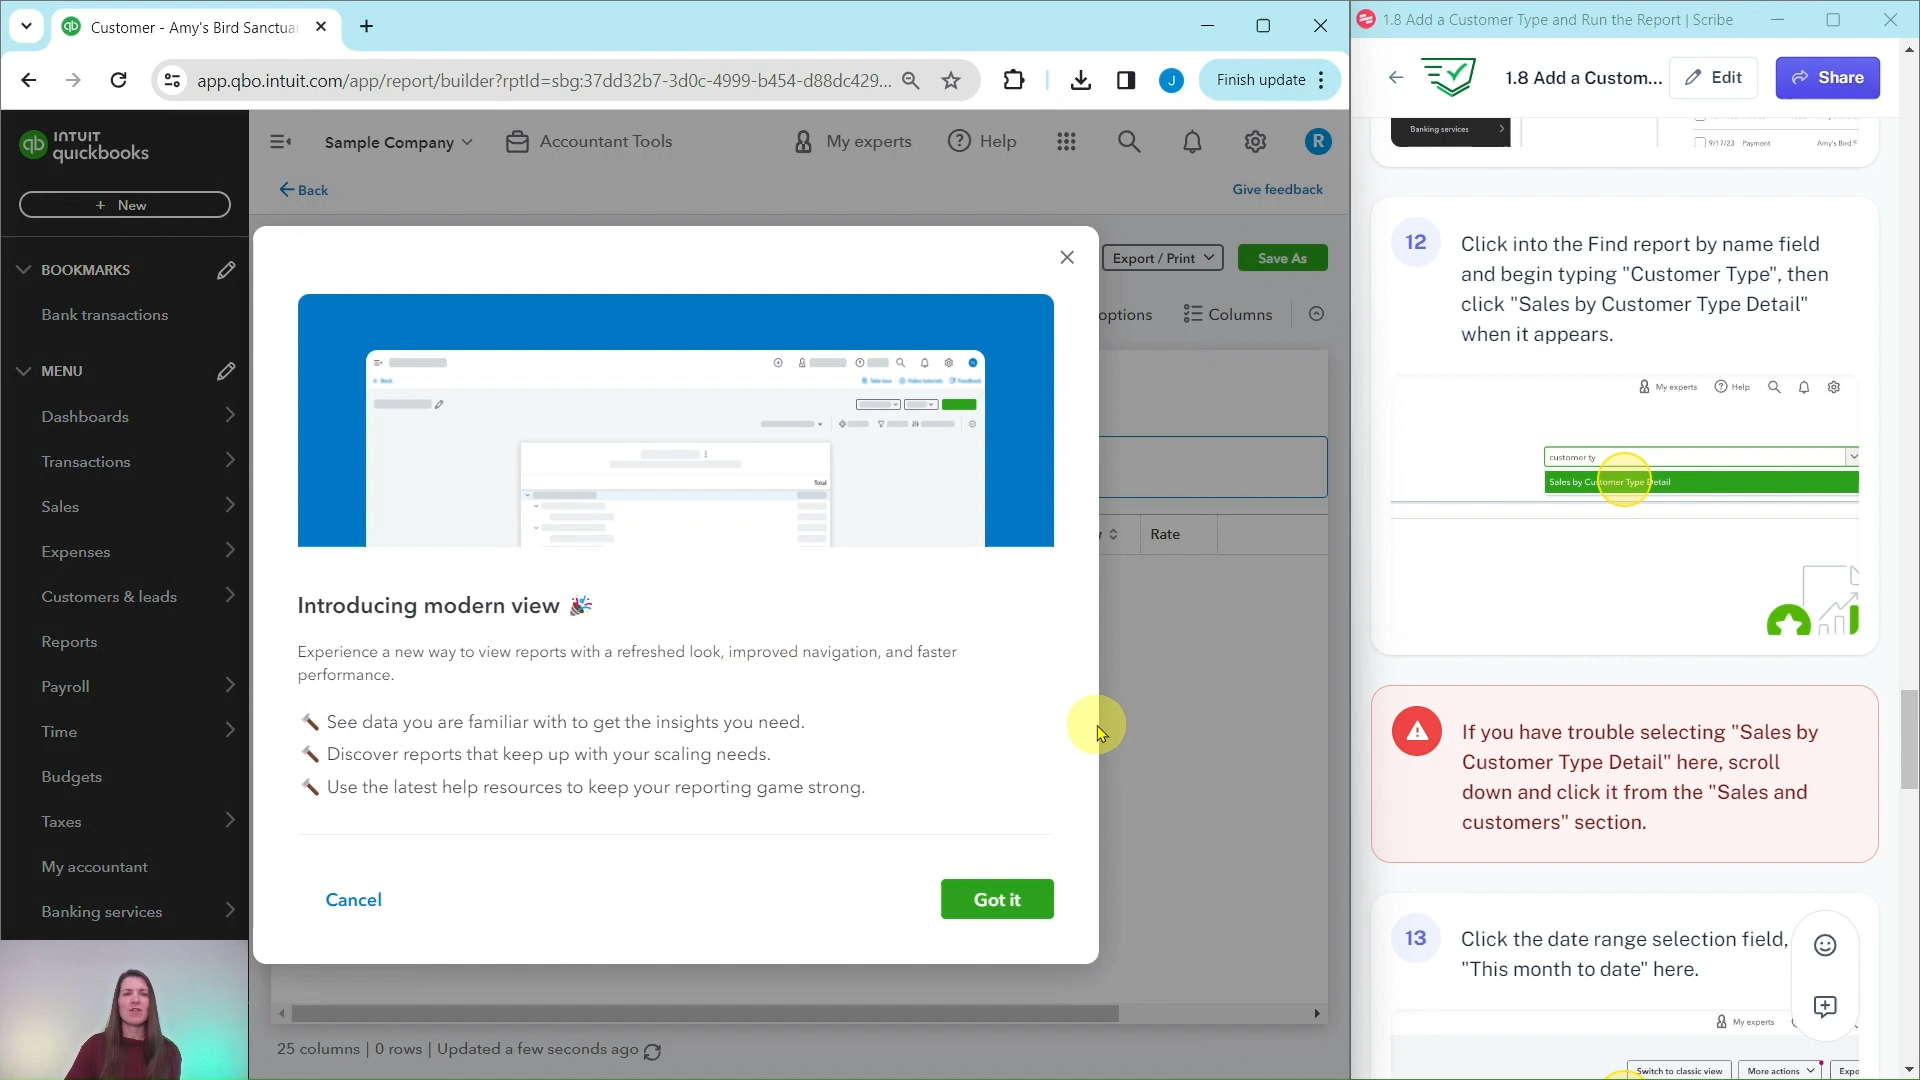 Customer - Amy's Bird Sanctua
app.qbo.intuit.com/app/report/builder?rptId=sbg:37dd32b7-3d0c-4999-b454-d88dc429...
J
Finish update
INTUIT
quickbooks
+ New
BOOKMARKS
Bank transactions
MENU
Dashboards
Transactions
Sales
Expenses
Customers & leads
Reports
Payroll
Time
Budgets
Taxes
My accountant
Banking services
Sample Company
Accountant Tools
My experts
Help
R
Back
Give feedback
Export / Print
Save As
options
Columns
Rate
Back
Take tour
Video tutorials
Feedback
Total
Introducing modern view
Experience a new way to view reports with a refreshed look, improved navigation, and faster
performance.
See data you are familiar with to get the insights you need.
Discover reports that keep up with your scaling needs.
Use the latest help resources to keep your reporting game strong.
Cancel
Got it
25 columns | 0 rows | Updated a few seconds ago
1.8 Add a Customer Type and Run the Report | Scribe
1.8 Add a Custom...
Edit
Share
Banking services
9/17/23 Payment Amy's Bird S
12
Click into the Find report by name field
and begin typing "Customer Type", then
click "Sales by Customer Type Detail"
when it appears.
My experts
Help
customer ty
Sales by Customer Type Detail
If you have trouble selecting "Sales by
Customer Type Detail" here, scroll
down and click it from the "Sales and
customers" section.
13
Click the date range selection field,
"This month to date" here.
My experts
Switch to classic view
More actions
Expo